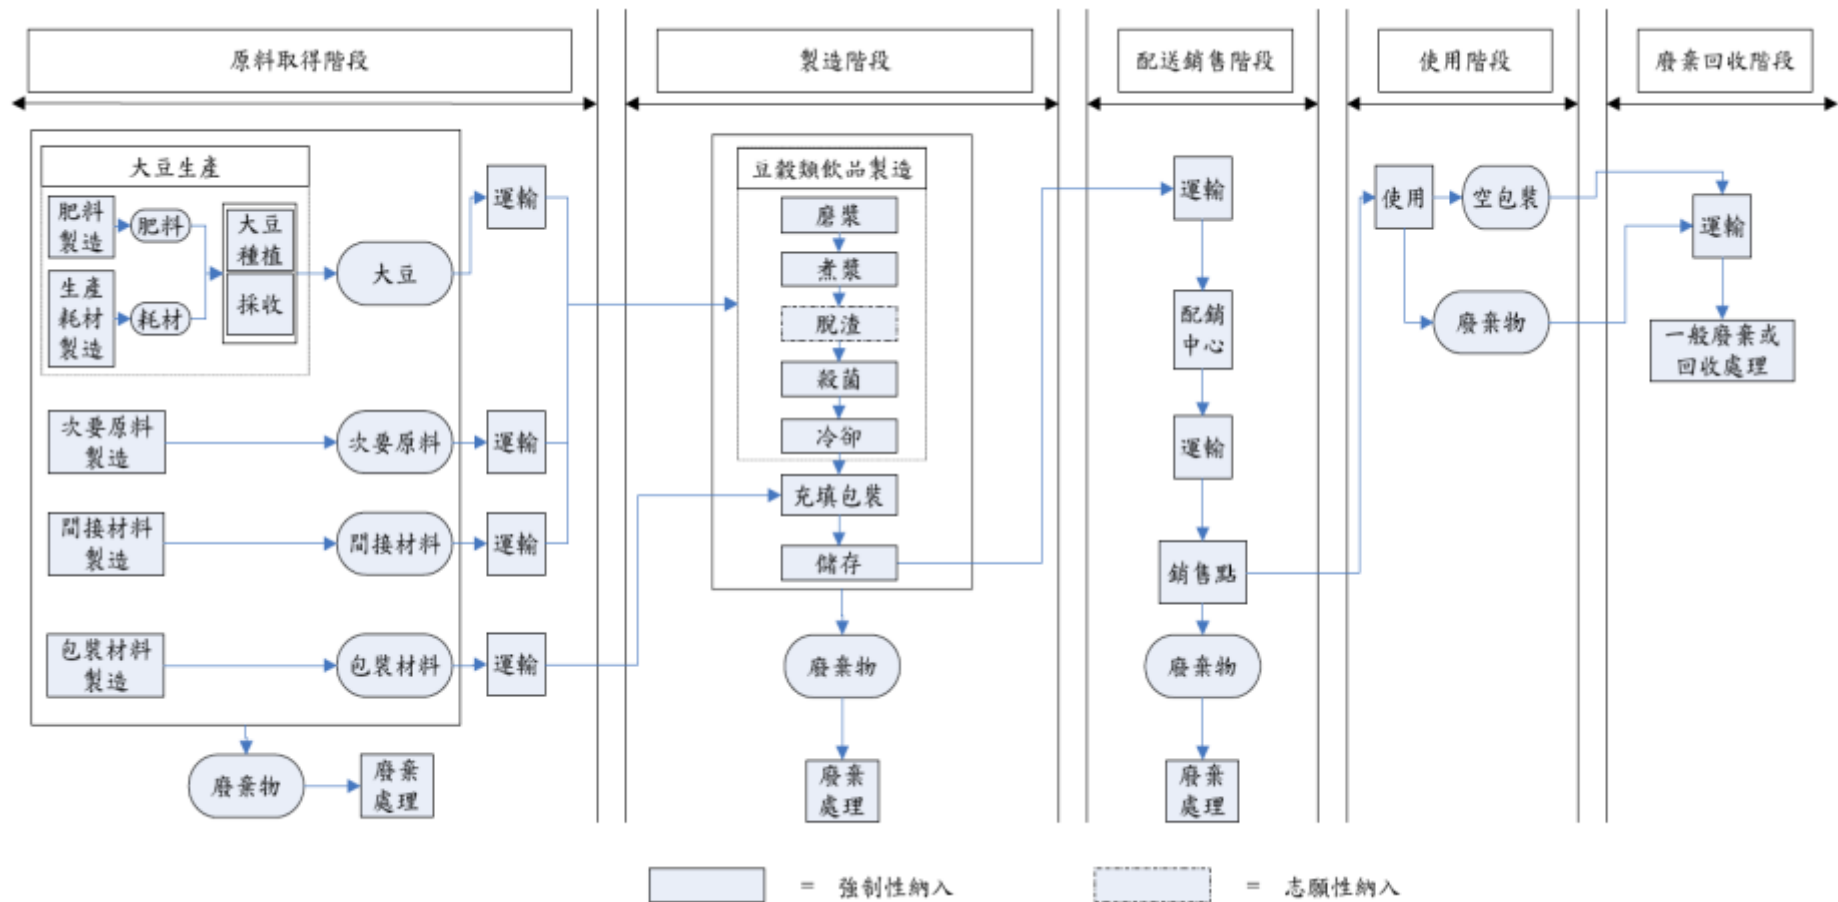 原料取得階段
製造階段
配送銷售階段
使用階段
廢棄回收階段
大豆生產
肥料
製造
肥料
生產
耗材
製造
耗材
大豆
種植
採收
大豆
運輸
次要原料
製造
次要原料
運輸
間接材料
製造
間接材料
運輸
包裝材料
製造
包裝材料
運輸
廢棄物
廢棄
處理
豆穀類飲品製造
磨漿
煮漿
脫渣
殺菌
冷卻
充填包裝
儲存
廢棄物
廢棄
處理
運輸
配銷
中心
運輸
銷售點
廢棄物
廢棄
處理
使用
空包裝
廢棄物
運輸
一般廢棄或
回收處理
= 強制性納入
= 志願性納入